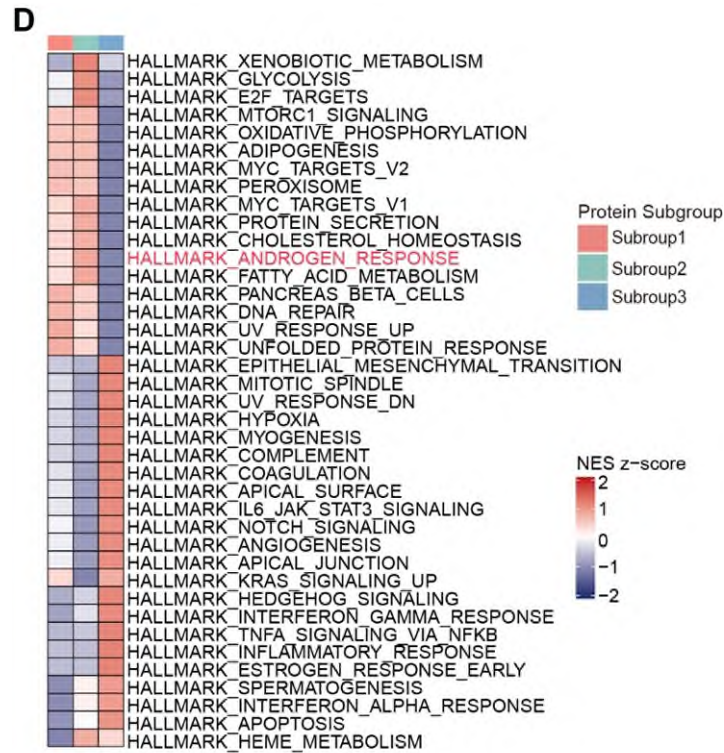 D
HALLMARK_XENOBIOTIC_METABOLISM
HALLMARK_GLYCOLYSIS
HALLMARK_E2F_TARGETS
HALLMARK_MTORC1_SIGNALING
HALLMARK_OXIDATIVE_PHOSPHORYLATION
HALLMARK_ADIPOGENESIS
HALLMARK_MYC_TARGETS_V2
HALLMARK_PEROXISOME
HALLMARK_MYC_TARGETS_V1
HALLMARK_PROTEIN_SECRETION
HALLMARK_CHOLESTEROL_HOMEOSTASIS
HALLMARK_ANDROGEN_RESPONSE
HALLMARK_FATTY_ACID_METABOLISM
HALLMARK_PANCREAS_BETA_CELLS
HALLMARK_DNA_REPAIR
HALLMARK_UV_RESPONSE_UP
HALLMARK_UNFOLDED_PROTEIN_RESPONSE
HALLMARK_EPITHELIAL_MESENCHYMAL_TRANSITION
HALLMARK_MITOTIC_SPINDLE
HALLMARK_UV_RESPONSE_DN
HALLMARK_HYPOXIA
HALLMARK_MYOGENESIS
HALLMARK_COMPLEMENT
HALLMARK_COAGULATION
HALLMARK_APICAL_SURFACE
HALLMARK_IL6_JAK_STAT3_SIGNALING
HALLMARK_NOTCH_SIGNALING
HALLMARK_ANGIOGENESIS
HALLMARK_APICAL_JUNCTION
HALLMARK_KRAS_SIGNALING_UP
HALLMARK_HEDGEHOG_SIGNALING
HALLMARK_INTERFERON_GAMMA_RESPONSE
HALLMARK_TNFA_SIGNALING_VIA_NFKB
HALLMARK_INFLAMMATORY_RESPONSE
HALLMARK_ESTROGEN_RESPONSE_EARLY
HALLMARK_SPERMATOGENESIS
HALLMARK_INTERFERON_ALPHA_RESPONSE
HALLMARK_APOPTOSIS
HALLMARK_HEME_METABOLISM
Protein Subgroup
Subroup1
Subgroup2
Subgroup3
NES z−score
2
1
0
−1
−2